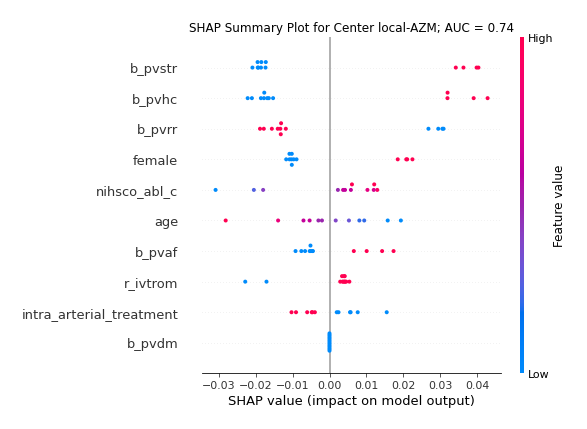 SHAP Summary Plot for Center local-AZM; AUC = 0.74
High
b_pvstr
b_pvhc
b_pvrr
female
nihsco_abl_c
age
b_pvaf
r_ivtrom
intra_arterial_treatment
b_pvdm
Feature value
Low
−0.03 −0.02 −0.01 0.00 0.01 0.02 0.03 0.04
SHAP value (impact on model output)